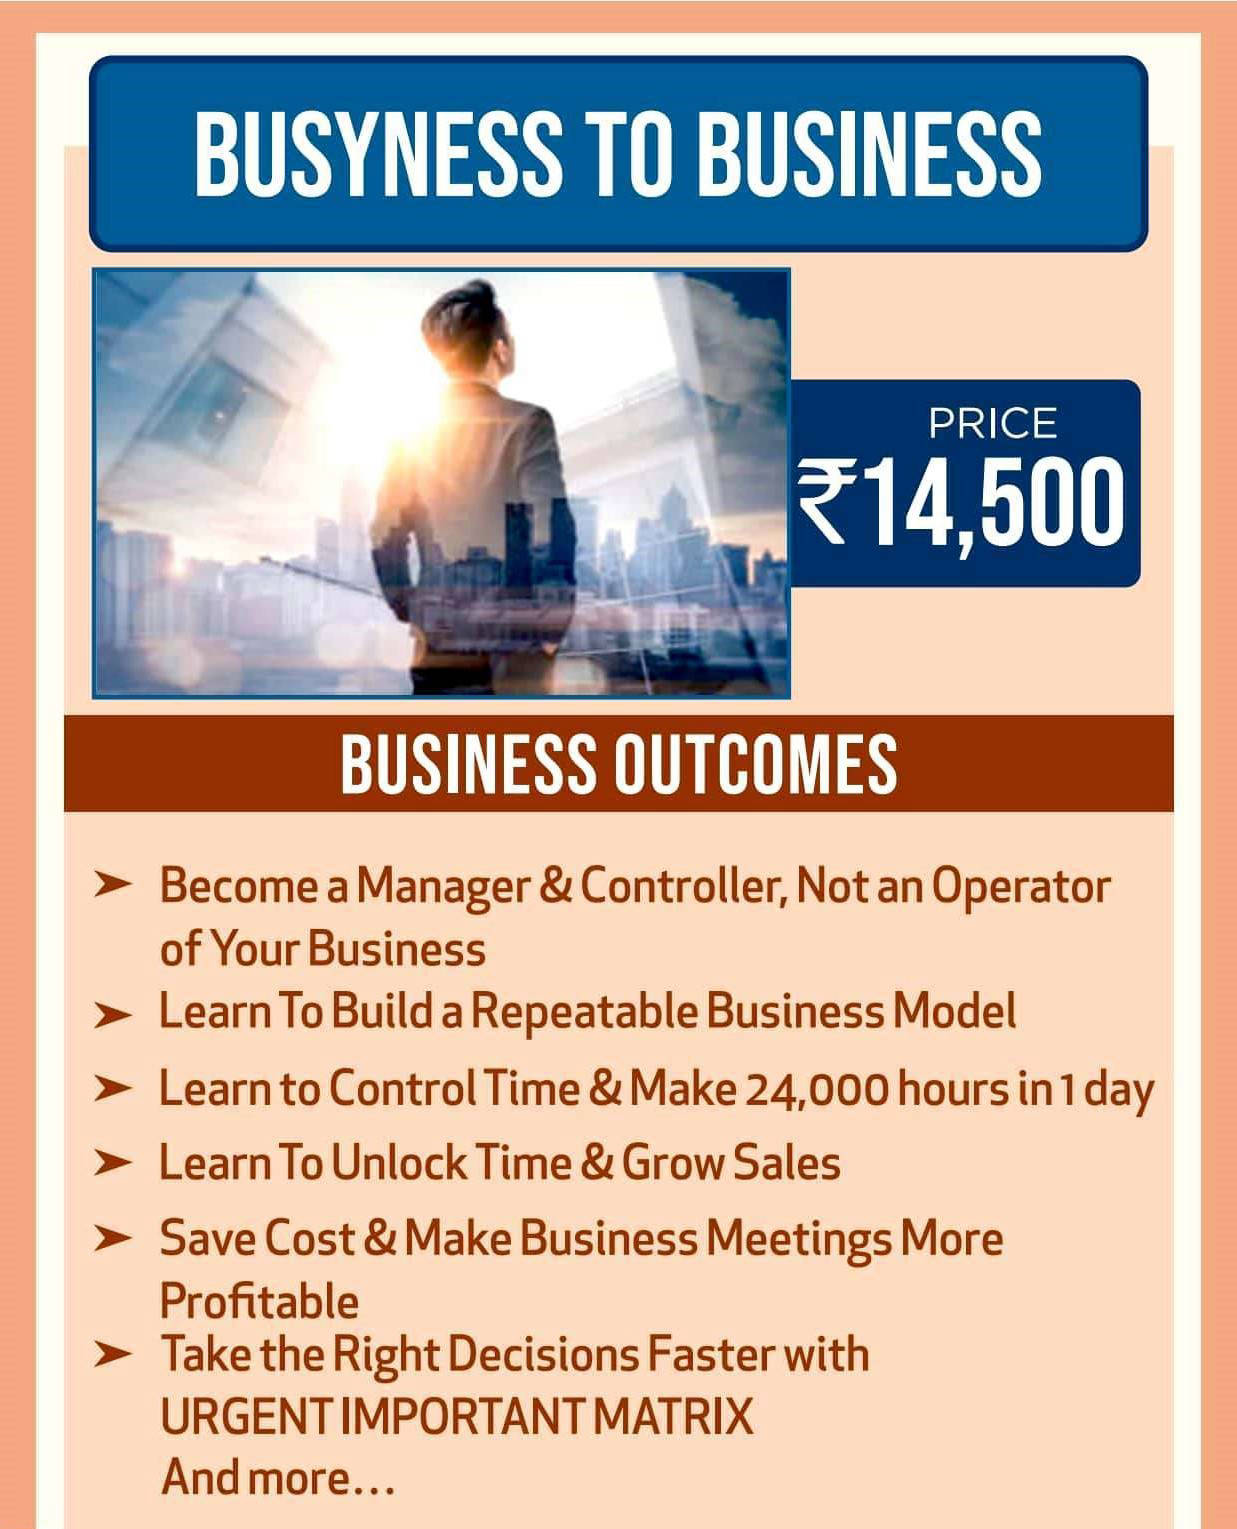 BUSYNESS TO BUSINESS
PRICE
₹14,500
BUSINESS OUTCOMES
➤ Become a Manager & Controller, Not an Operator
of Your Business
➤ Learn To Build a Repeatable Business Model
➤ Learn to Control Time & Make 24,000 hours in 1 day
➤ Learn To Unlock Time & Grow Sales
➤ Save Cost & Make Business Meetings More
Profitable
➤ Take the Right Decisions Faster with
URGENT IMPORTANT MATRIX
And more...